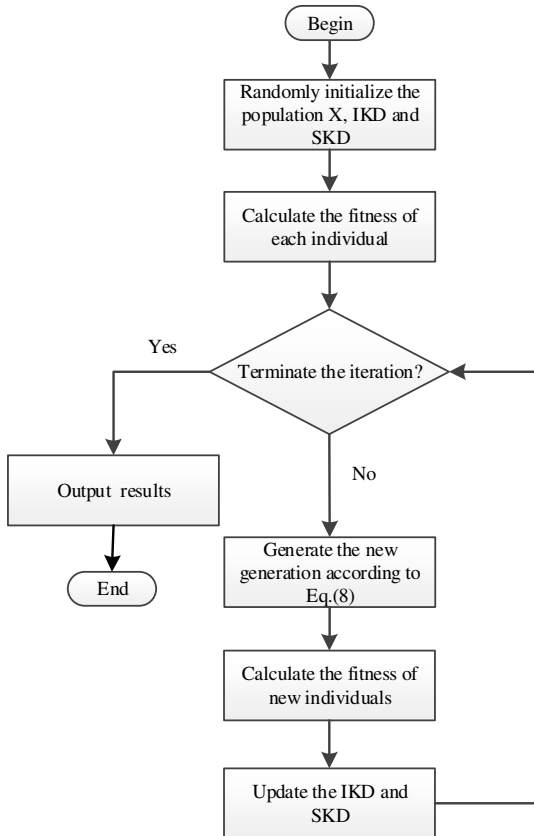 Begin
Randomly initialize the
population X, IKD and
SKD
Calculate the fitness of
each individual
Yes
Terminate the iteration?
Output results
No
End
Generate the new
generation according to
Eq.(8)
Calculate the fitness of
new individuals
Update the IKD and
SKD